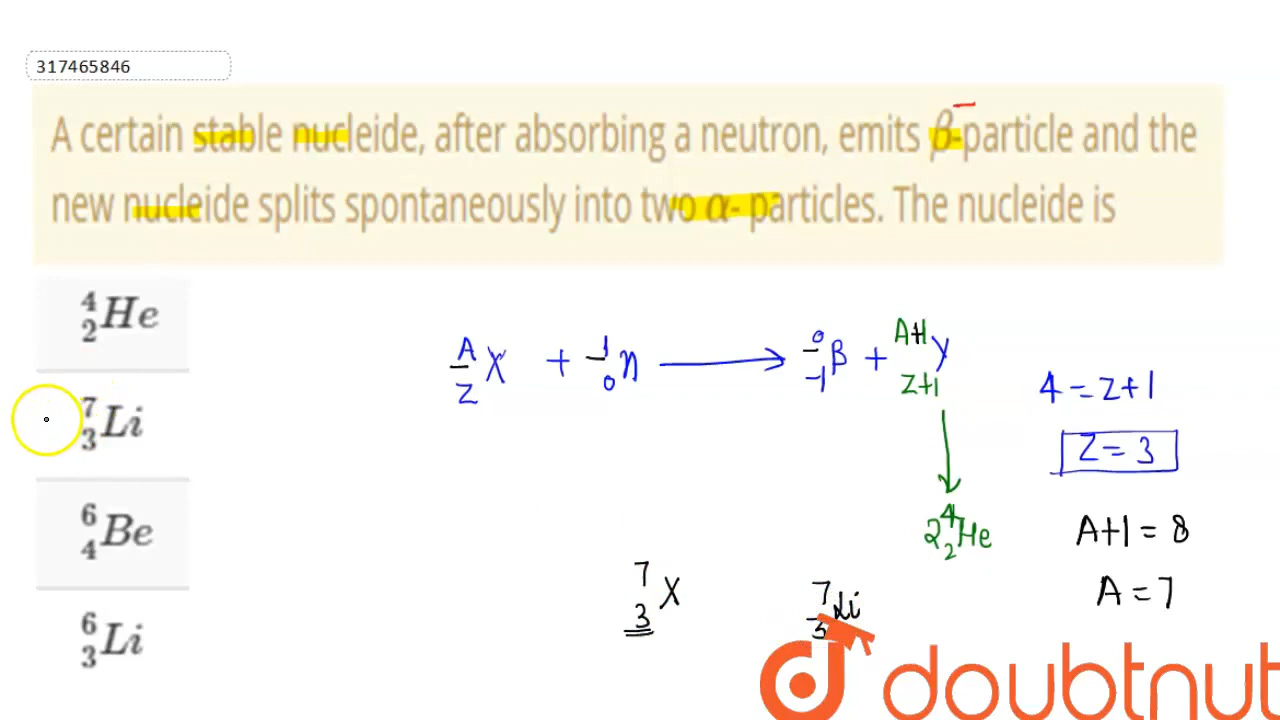 317465846
A certain stable nucleide, after absorbing a neutron, emits β-particle and the
new nucleide splits spontaneously into two α- particles. The nucleide is
⁴₂He
⁷₃Li
⁶₄Be
⁶₃Li
ᴬ_Z X + ¹₀n ⟶ ⁰₋₁β + ᴬ⁺¹_Z+1 Y
2⁴₂He
4 = Z+1
Z = 3
A+1 = 8
A = 7
⁷₃X
⁷₃Li
doubtnut